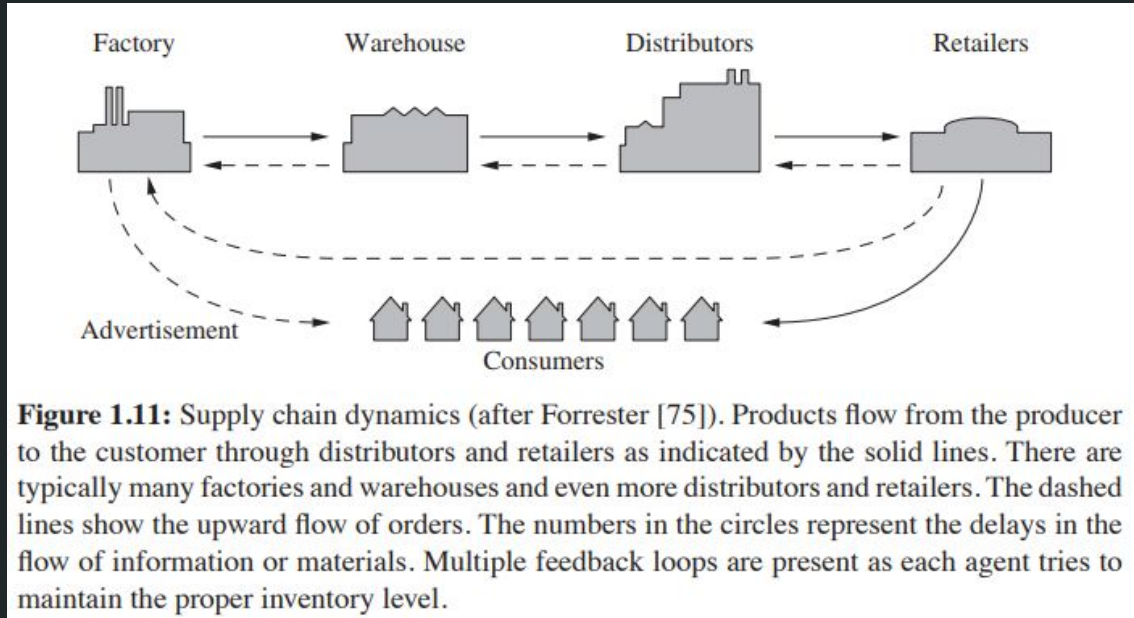 Factory Warehouse Distributors Retailers
Advertisement
Consumers
Figure 1.11: Supply chain dynamics (after Forrester [75]). Products flow from the producer
to the customer through distributors and retailers as indicated by the solid lines. There are
typically many factories and warehouses and even more distributors and retailers. The dashed
lines show the upward flow of orders. The numbers in the circles represent the delays in the
flow of information or materials. Multiple feedback loops are present as each agent tries to
maintain the proper inventory level.